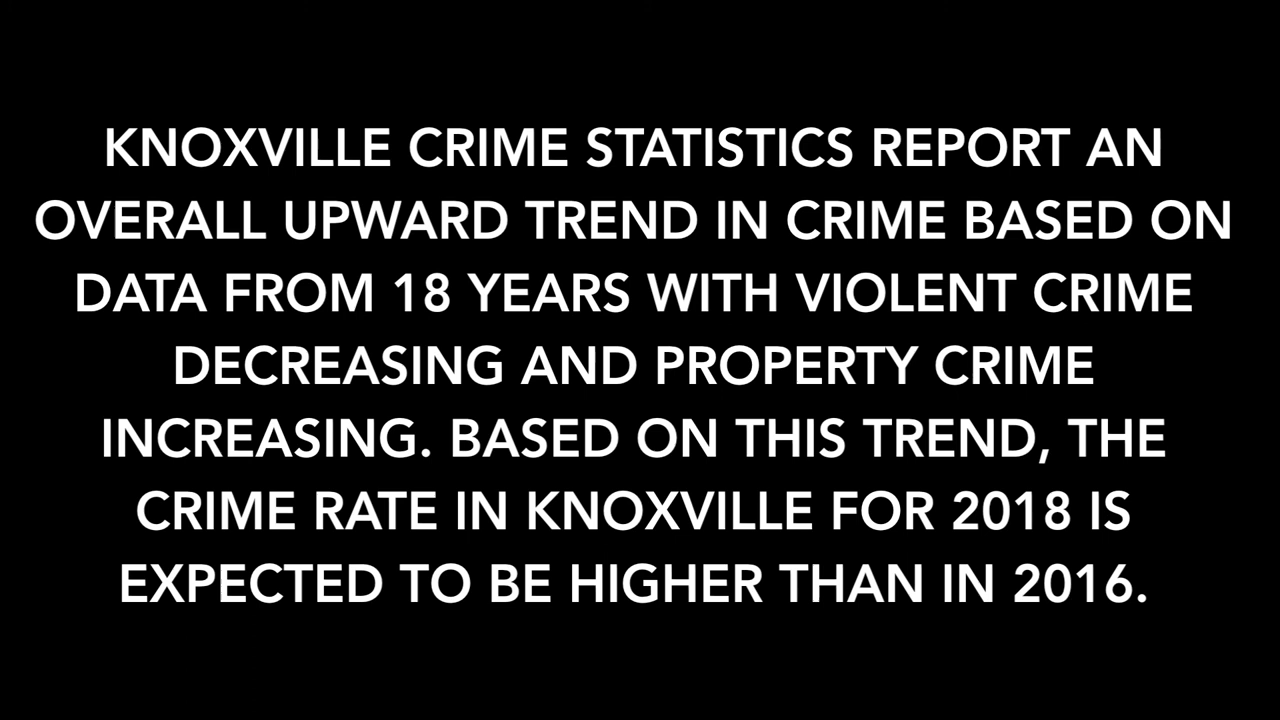 KNOXVILLE CRIME STATISTICS REPORT AN
OVERALL UPWARD TREND IN CRIME BASED ON
DATA FROM 18 YEARS WITH VIOLENT CRIME
DECREASING AND PROPERTY CRIME
INCREASING. BASED ON THIS TREND, THE
CRIME RATE IN KNOXVILLE FOR 2018 IS
EXPECTED TO BE HIGHER THAN IN 2016.